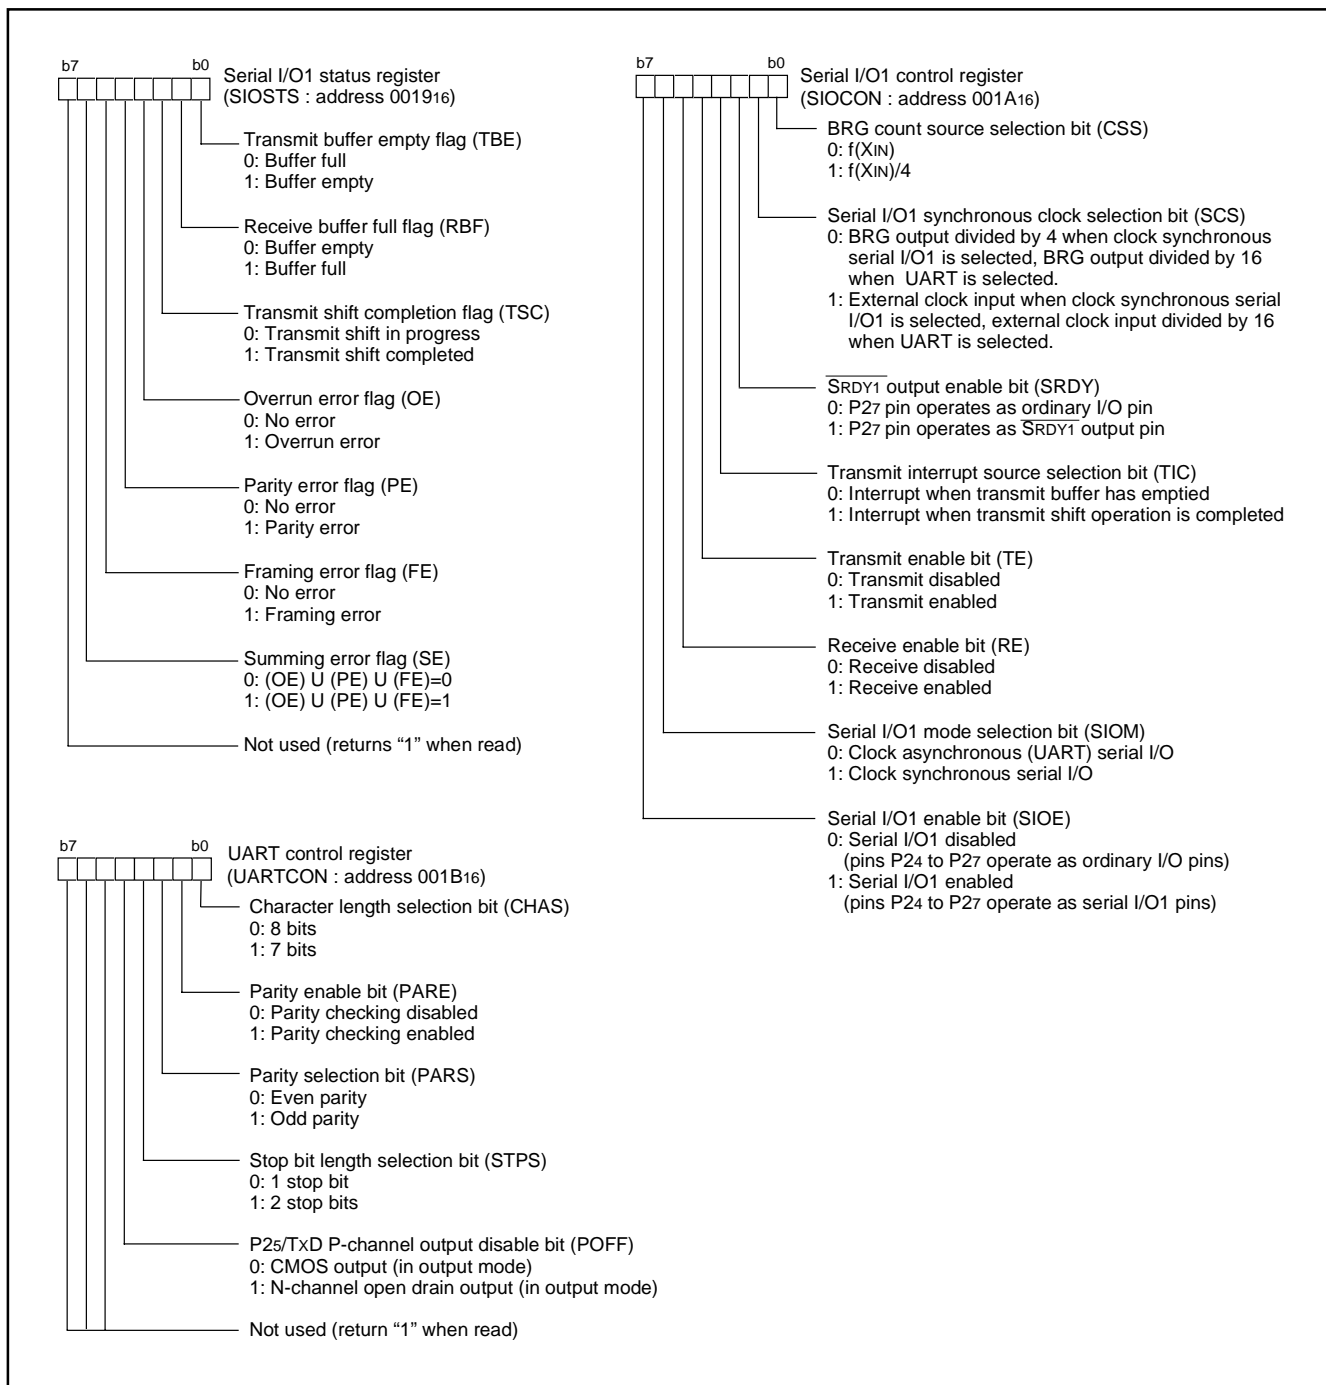 b7 b0
Serial I/O1 status register
(SIOSTS : address 001916)
Transmit buffer empty flag (TBE)
0: Buffer full
1: Buffer empty
Receive buffer full flag (RBF)
0: Buffer empty
1: Buffer full
Transmit shift completion flag (TSC)
0: Transmit shift in progress
1: Transmit shift completed
Overrun error flag (OE)
0: No error
1: Overrun error
Parity error flag (PE)
0: No error
1: Parity error
Framing error flag (FE)
0: No error
1: Framing error
Summing error flag (SE)
0: (OE) U (PE) U (FE)=0
1: (OE) U (PE) U (FE)=1
Not used (returns “1” when read)
b7 b0
UART control register
(UARTCON : address 001B16)
Character length selection bit (CHAS)
0: 8 bits
1: 7 bits
Parity enable bit (PARE)
0: Parity checking disabled
1: Parity checking enabled
Parity selection bit (PARS)
0: Even parity
1: Odd parity
Stop bit length selection bit (STPS)
0: 1 stop bit
1: 2 stop bits
P25/TXD P-channel output disable bit (POFF)
0: CMOS output (in output mode)
1: N-channel open drain output (in output mode)
Not used (return “1” when read)
b7 b0
Serial I/O1 control register
(SIOCON : address 001A16)
BRG count source selection bit (CSS)
0: f(XIN)
1: f(XIN)/4
Serial I/O1 synchronous clock selection bit (SCS)
0: BRG output divided by 4 when clock synchronous
serial I/O1 is selected, BRG output divided by 16
when UART is selected.
1: External clock input when clock synchronous serial
I/O1 is selected, external clock input divided by 16
when UART is selected.
SRDY1 output enable bit (SRDY)
0: P27 pin operates as ordinary I/O pin
1: P27 pin operates as SRDY1 output pin
Transmit interrupt source selection bit (TIC)
0: Interrupt when transmit buffer has emptied
1: Interrupt when transmit shift operation is completed
Transmit enable bit (TE)
0: Transmit disabled
1: Transmit enabled
Receive enable bit (RE)
0: Receive disabled
1: Receive enabled
Serial I/O1 mode selection bit (SIOM)
0: Clock asynchronous (UART) serial I/O
1: Clock synchronous serial I/O
Serial I/O1 enable bit (SIOE)
0: Serial I/O1 disabled
(pins P24 to P27 operate as ordinary I/O pins)
1: Serial I/O1 enabled
(pins P24 to P27 operate as serial I/O1 pins)